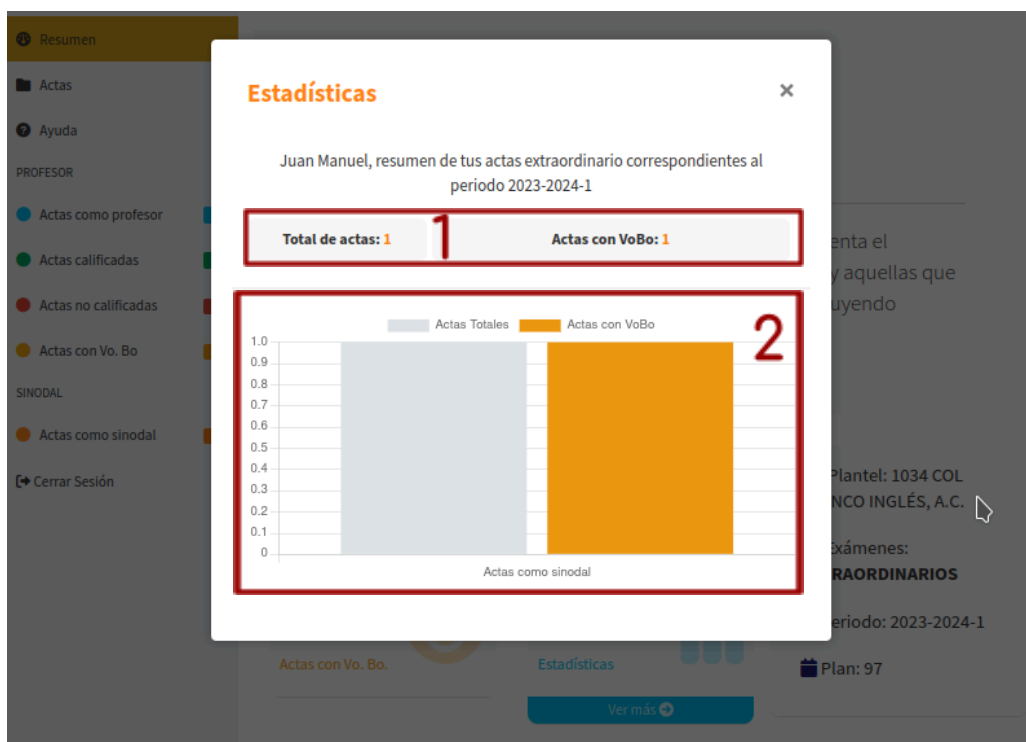 Resumen
Actas
Ayuda
PROFESOR
Actas como profesor
Actas calificadas
Actas no calificadas
Actas con Vo. Bo
SINODAL
Actas como sinodal
Cerrar Sesión
Estadísticas
×
Juan Manuel, resumen de tus actas extraordinario correspondientes al
periodo 2023-2024-1
Total de actas: 1
1
Actas con VoBo: 1
2
Actas Totales
Actas con VoBo
1.0
0.9
0.8
0.7
0.6
0.5
0.4
0.3
0.2
0.1
0
Actas como sinodal
enta el
y aquellas que
uyendo
Plantel: 1034 COL
NCO INGLÉS, A.C.
Exámenes:
RAORDINARIOS
eriodo: 2023-2024-1
Plan: 97
Actas con Vo. Bo.
Estadísticas
Ver más